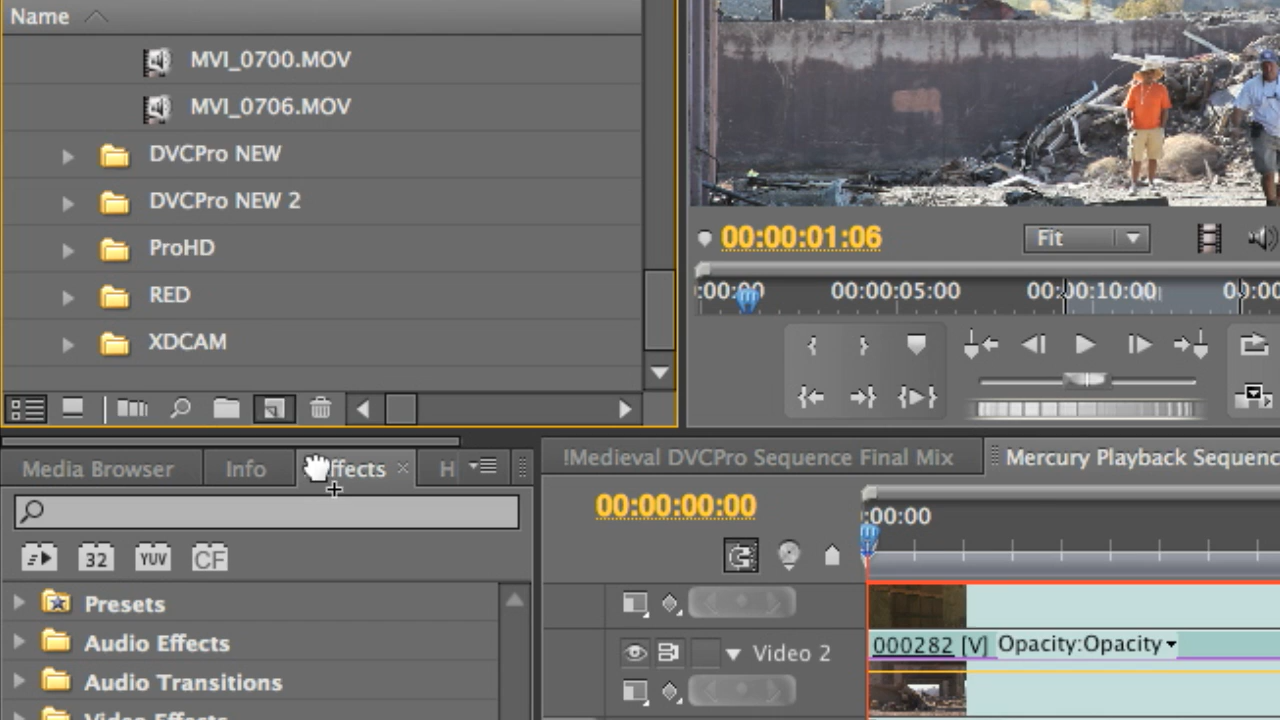 Name
MVI_0700.MOV
MVI_0706.MOV
DVCPro NEW
DVCPro NEW 2
ProHD
RED
XDCAM
00:00:01:06
Fit
:00:00
00:00:05:00
00:00:10:00
Media Browser
Info
ffects
H
32
YUV
CF
Presets
Audio Effects
Audio Transitions
Video Effects
!Medieval DVCPro Sequence Final Mix
Mercury Playback Sequenc
00:00:00:00
:00:00
Video 2
000282 [V] Opacity:Opacity